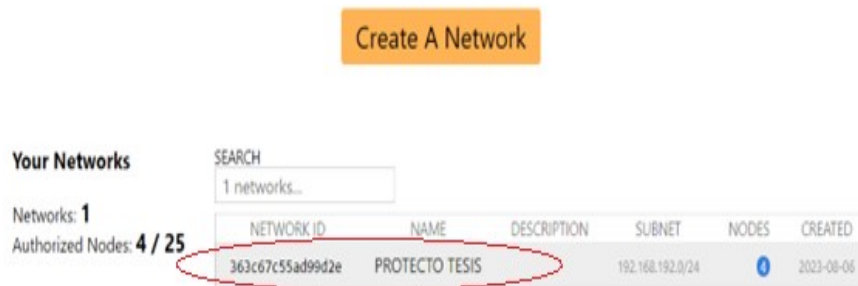 Create A Network
Your Networks
SEARCH
1 networks...
Networks: 1
Authorized Nodes: 4 / 25
NETWORK ID NAME DESCRIPTION SUBNET NODES CREATED
363c67c55ad99d2e PROTECTO TESIS 192.168.192.0/24 4 2023-08-06